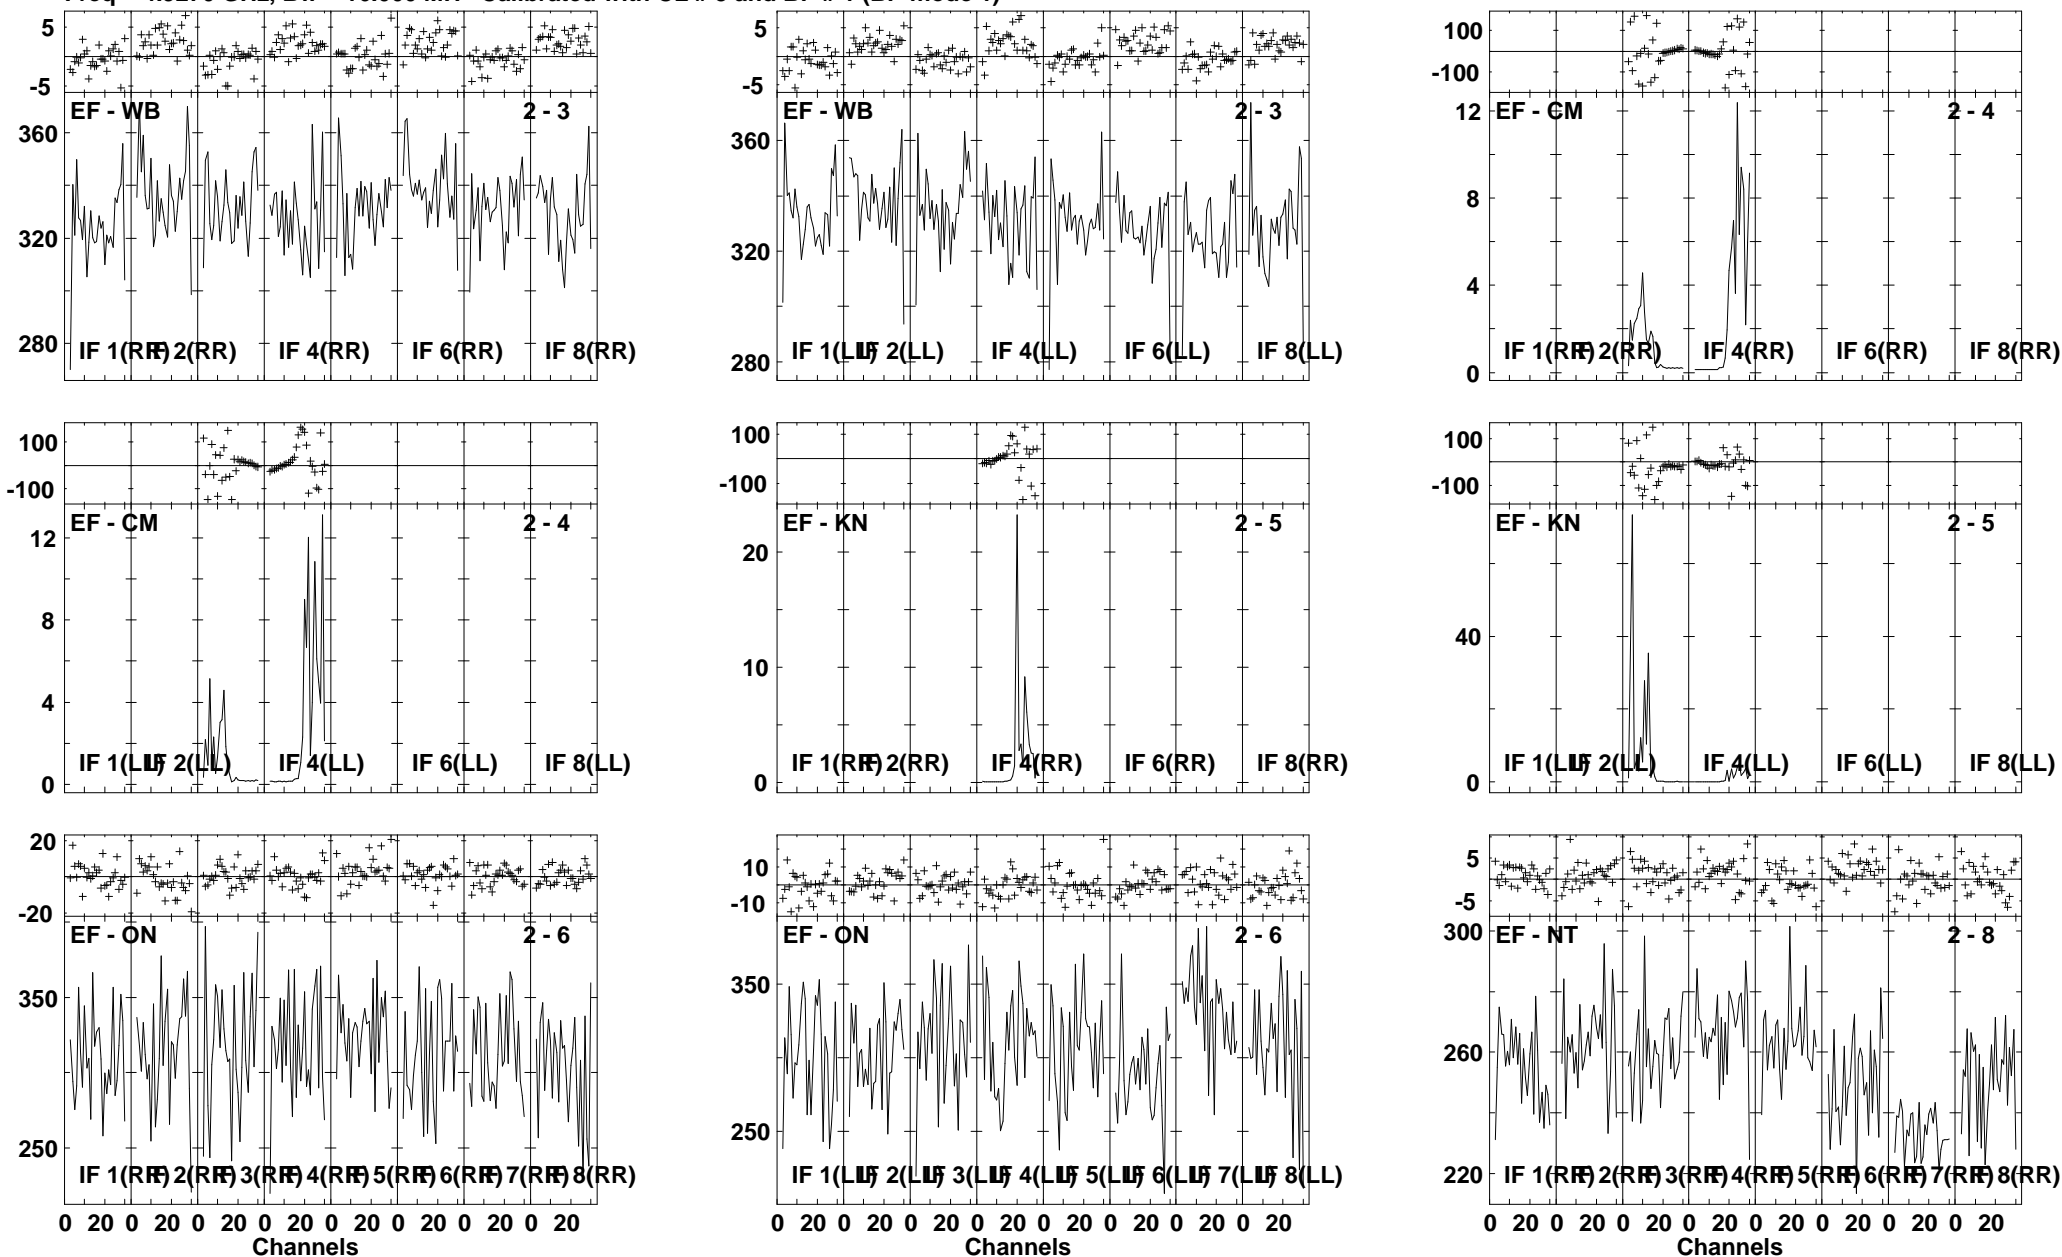 5 5 100
-5 -5 -100
EF - WB 2 - 3 EF - WB 2 - 3 EF - CM 2 - 4
360 360 12
8
320 320 4
280 280 0
IF 1(RR) IF 2(RR) IF 4(RR) IF 6(RR) IF 8(RR) IF 1(LL) IF 2(LL) IF 4(LL) IF 6(LL) IF 8(LL) IF 1(RR) IF 2(RR) IF 4(RR) IF 6(RR) IF 8(RR)
100 100 100
-100 -100 -100
EF - CM 2 - 4 EF - KN 2 - 5 EF - KN 2 - 5
12 20
8 40
4 10
0 0 0
IF 1(LL) IF 2(LL) IF 4(LL) IF 6(LL) IF 8(LL) IF 1(RR) IF 2(RR) IF 4(RR) IF 6(RR) IF 8(RR) IF 1(LL) IF 2(LL) IF 4(LL) IF 6(LL) IF 8(LL)
20 10 5
-20 -10 -5
EF - ON 2 - 6 EF - ON 2 - 6 EF - NT 2 - 8
350 350 300
260
250 250 220
IF 1(RR) IF 2(RR) IF 3(RR) IF 4(RR) IF 5(RR) IF 6(RR) IF 7(RR) IF 8(RR) IF 1(LL) IF 2(LL) IF 3(LL) IF 4(LL) IF 5(LL) IF 6(LL) IF 7(LL) IF 8(LL) IF 1(RR) IF 2(RR) IF 3(RR) IF 4(RR) IF 5(RR) IF 6(RR) IF 7(RR) IF 8(RR)
0 20 0 20 0 20 0 20 0 20 0 20 0 20 0 20 0 20 0 20 0 20 0 20 0 20 0 20 0 20 0 20 0 20 0 20 0 20 0 20 0 20 0 20 0 20 0 20
Channels Channels Channels